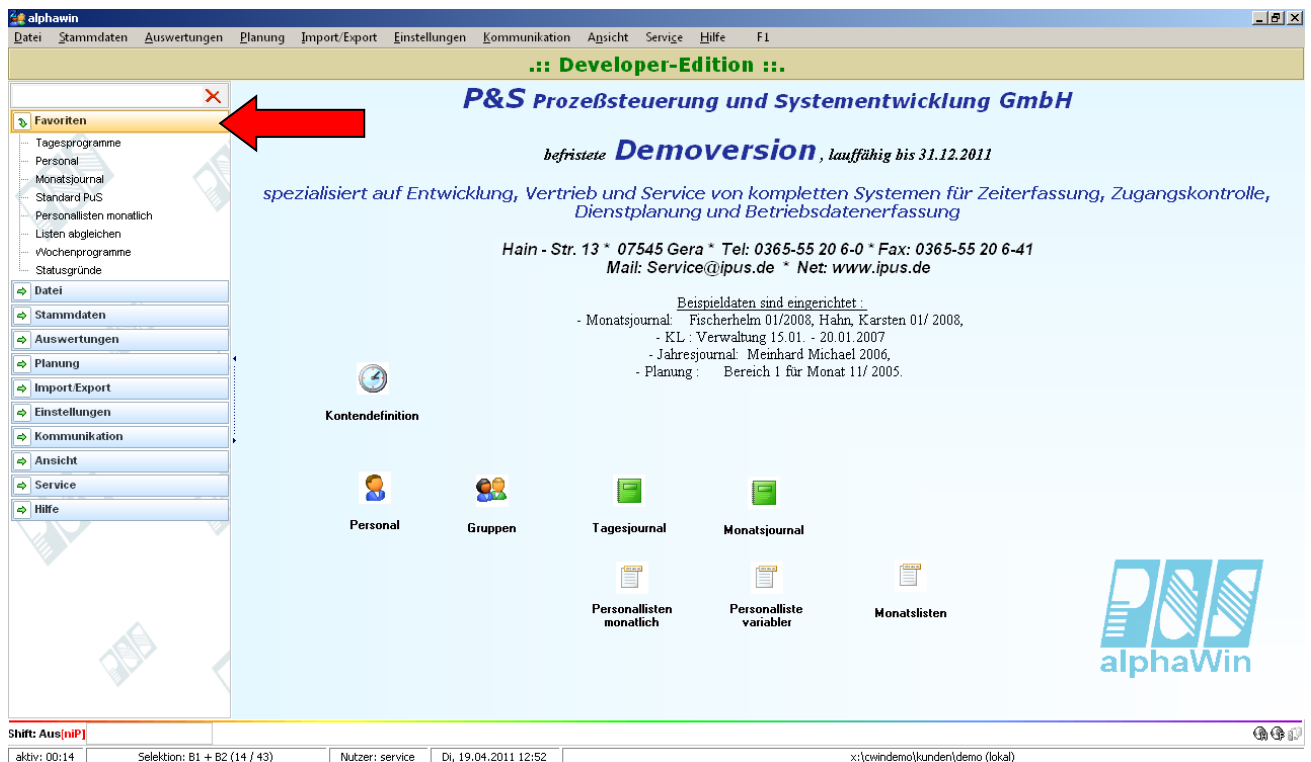 alphawin
Datei Stammdaten Auswertungen Planung Import/Export Einstellungen Kommunikation Ansicht Service Hilfe F1
.:: Developer-Edition ::.
Favoriten
Tagesprogramme
Personal
Monatsjournal
Standard PuS
Personallisten monatlich
Listen abgleichen
Wochenprogramme
Statusgründe
Datei
Stammdaten
Auswertungen
Planung
Import/Export
Einstellungen
Kommunikation
Ansicht
Service
Hilfe
P&S Prozeßsteuerung und Systementwicklung GmbH
befristete Demoversion , lauffähig bis 31.12.2011
spezialisiert auf Entwicklung, Vertrieb und Service von kompletten Systemen für Zeiterfassung, Zugangskontrolle,
Dienstplanung und Betriebsdatenerfassung
Hain - Str. 13 * 07545 Gera * Tel: 0365-55 20 6-0 * Fax: 0365-55 20 6-41
Mail: Service@ipus.de * Net: www.ipus.de
Beispieldaten sind eingerichtet :
- Monatsjournal: Fischerhelm 01/2008, Hahn, Karsten 01/ 2008,
- KL : Verwaltung 15.01. - 20.01.2007
- Jahresjournal: Meinhard Michael 2006,
- Planung : Bereich 1 für Monat 11/ 2005.
Kontendefinition
Personal
Gruppen
Tagesjournal
Monatsjournal
Personallisten
monatlich
Personalliste
variabler
Monatslisten
P&S
alphaWin
Shift: Aus[niP]
aktiv: 00:14 Selektion: B1 + B2 (14 / 43) Nutzer: service Di, 19.04.2011 12:52 x:\cwindemo\kunden\demo (lokal)